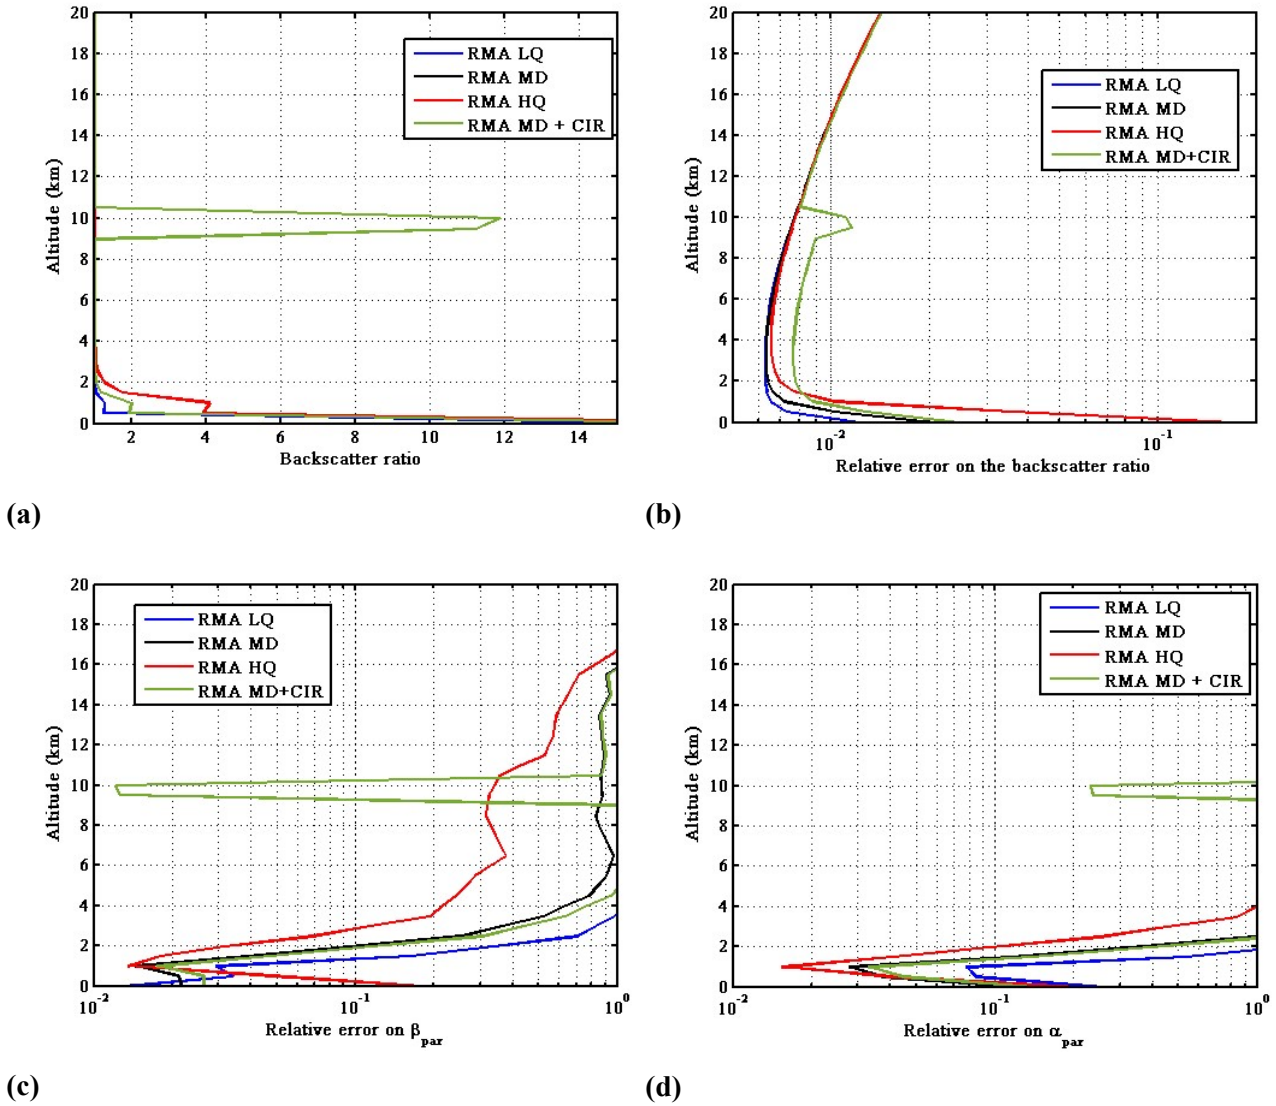 20
18
16
14
12
10
8
6
4
2
0
Altitude (km)
RMA LQ
RMA MD
RMA HQ
RMA MD + CIR
2 4 6 8 10 12 14
Backscatter ratio
(a)
20
18
16
14
12
10
8
6
4
2
0
Altitude (km)
RMA LQ
RMA MD
RMA HQ
RMA MD+CIR
10-2 10-1
Relative error on the backscatter ratio
(b)
20
18
16
14
12
10
8
6
4
2
0
Altitude (km)
RMA LQ
RMA MD
RMA HQ
RMA MD+CIR
10-2 10-1 100
Relative error on βpar
(c)
20
18
16
14
12
10
8
6
4
2
0
Altitude (km)
RMA LQ
RMA MD
RMA HQ
RMA MD + CIR
10-2 10-1 100
Relative error on αpar
(d)